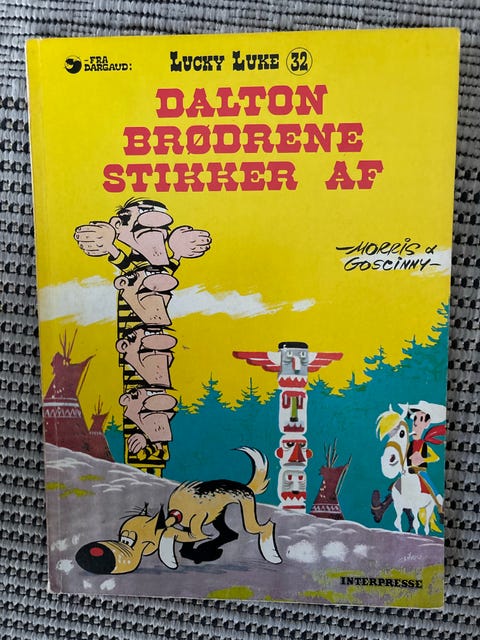 -FRA
DARGAUD:
LUCKY LUKE 32
DALTON
BRØDRENE
STIKKER AF
-MORRIS &
GOSCINNY-
INTERPRESSE